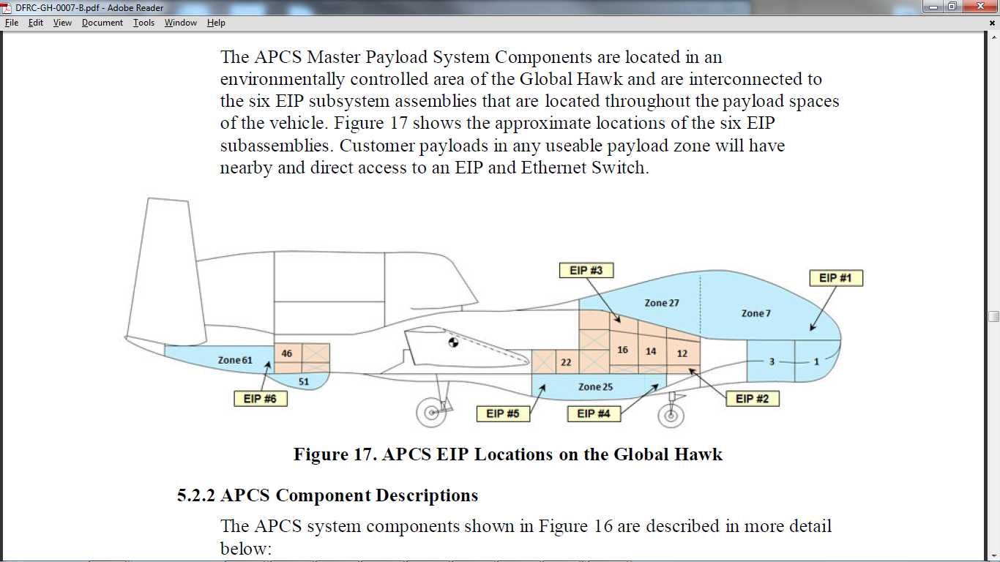 DFRC-GH-0007-B.pdf - Adobe Reader
File Edit View Document Tools Window Help
The APCS Master Payload System Components are located in an
environmentally controlled area of the Global Hawk and are interconnected to
the six EIP subsystem assemblies that are located throughout the payload spaces
of the vehicle. Figure 17 shows the approximate locations of the six EIP
subassemblies. Customer payloads in any useable payload zone will have
nearby and direct access to an EIP and Ethernet Switch.
EIP #3
EIP #1
Zone 27
Zone 7
16
14
12
46
22
3
1
Zone 61
51
Zone 25
EIP #6
EIP #5
EIP #4
EIP #2
Figure 17. APCS EIP Locations on the Global Hawk
5.2.2 APCS Component Descriptions
The APCS system components shown in Figure 16 are described in more detail
below: